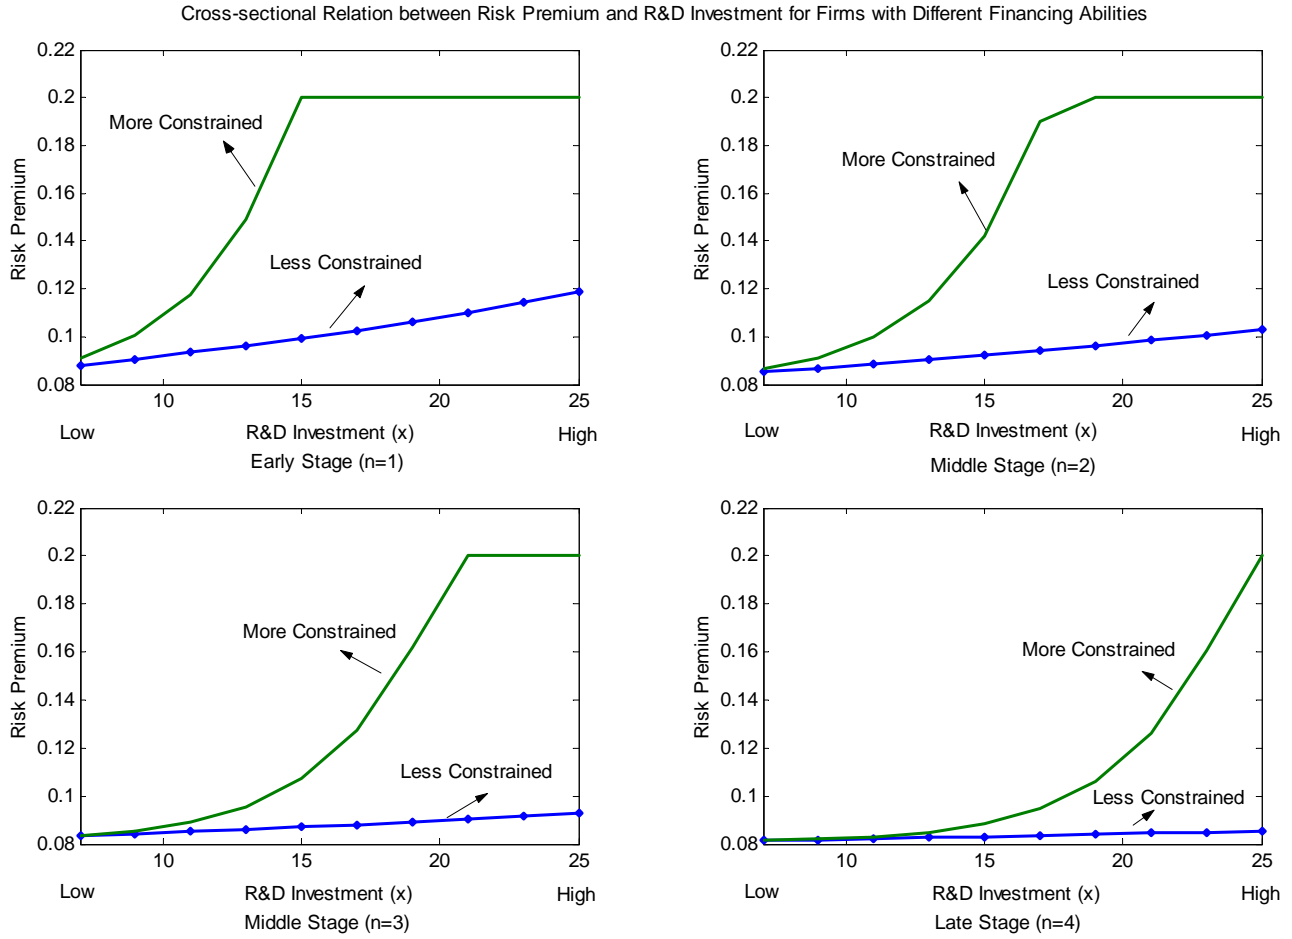 Cross-sectional Relation between Risk Premium and R&D Investment for Firms with Different Financing Abilities
0.22
0.2
0.18
0.16
0.14
0.12
0.1
0.08
Risk Premium
More Constrained
Less Constrained
10
15
20
25
Low
R&D Investment (x)
High
Early Stage (n=1)
0.22
0.2
0.18
0.16
0.14
0.12
0.1
0.08
Risk Premium
More Constrained
Less Constrained
10
15
20
25
Low
R&D Investment (x)
High
Middle Stage (n=2)
0.22
0.2
0.18
0.16
0.14
0.12
0.1
0.08
Risk Premium
More Constrained
Less Constrained
10
15
20
25
Low
R&D Investment (x)
High
Middle Stage (n=3)
0.22
0.2
0.18
0.16
0.14
0.12
0.1
0.08
Risk Premium
More Constrained
Less Constrained
10
15
20
25
Low
R&D Investment (x)
High
Late Stage (n=4)